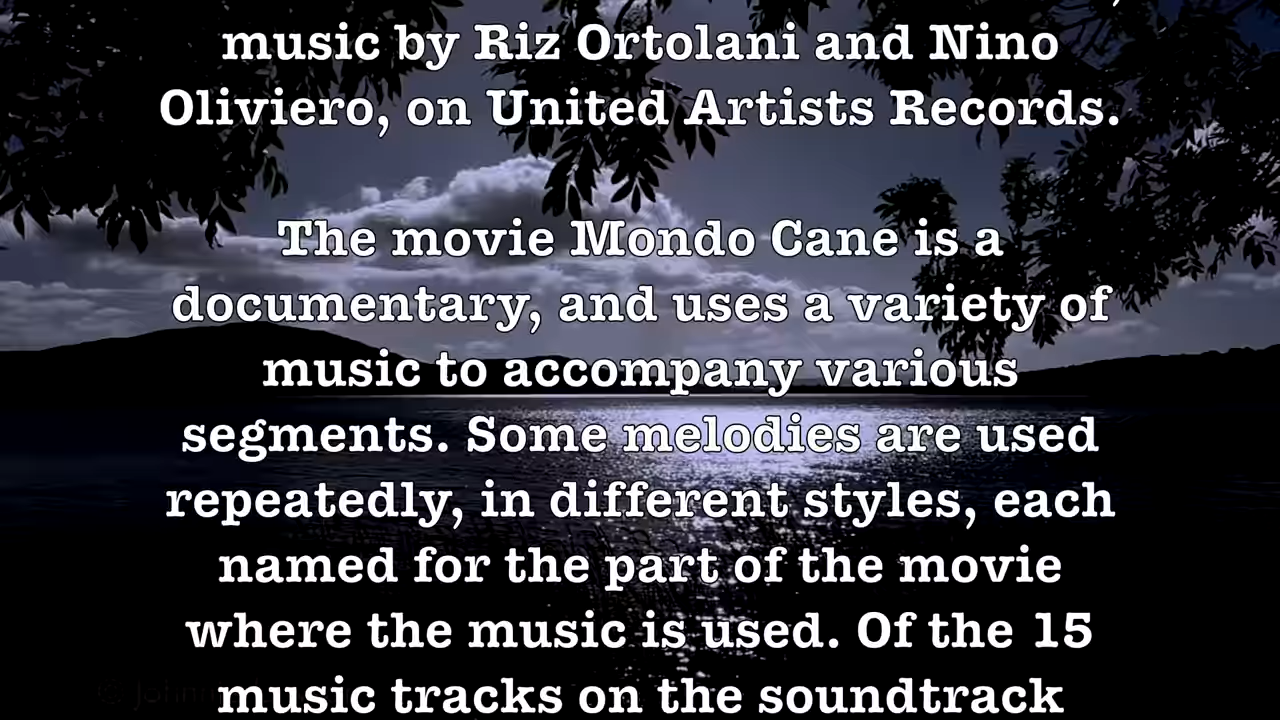 music by Riz Ortolani and Nino
Oliviero, on United Artists Records.
The movie Mondo Cane is a
documentary, and uses a variety of
music to accompany various
segments. Some melodies are used
repeatedly, in different styles, each
named for the part of the movie
where the music is used. Of the 15
music tracks on the soundtrack